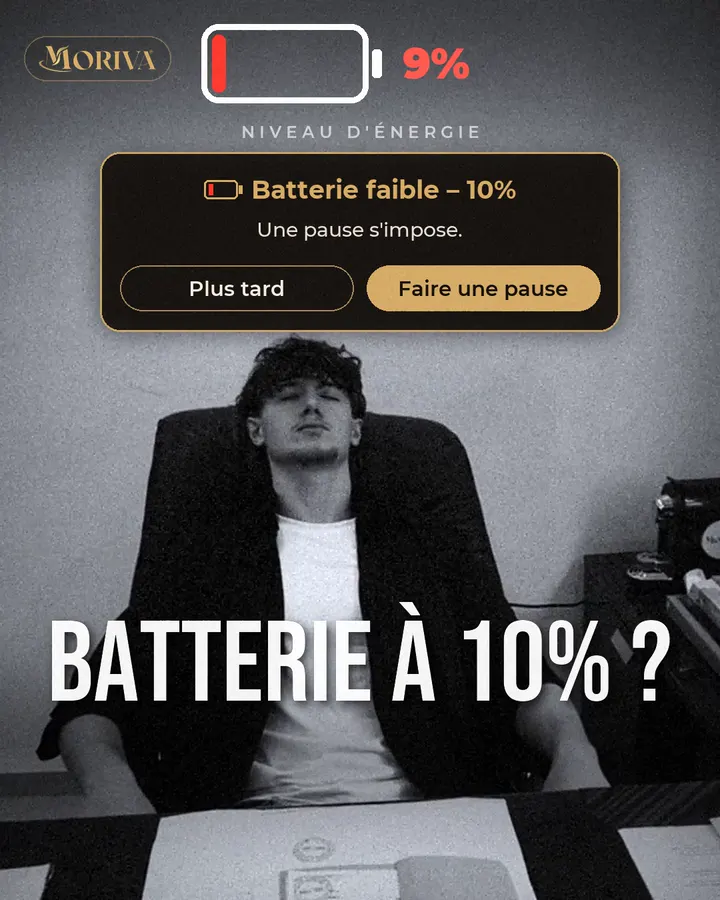 MORIVA
9%
NIVEAU D'ÉNERGIE
Batterie faible – 10%
Une pause s'impose.
Plus tard
Faire une pause
BATTERIE À 10% ?